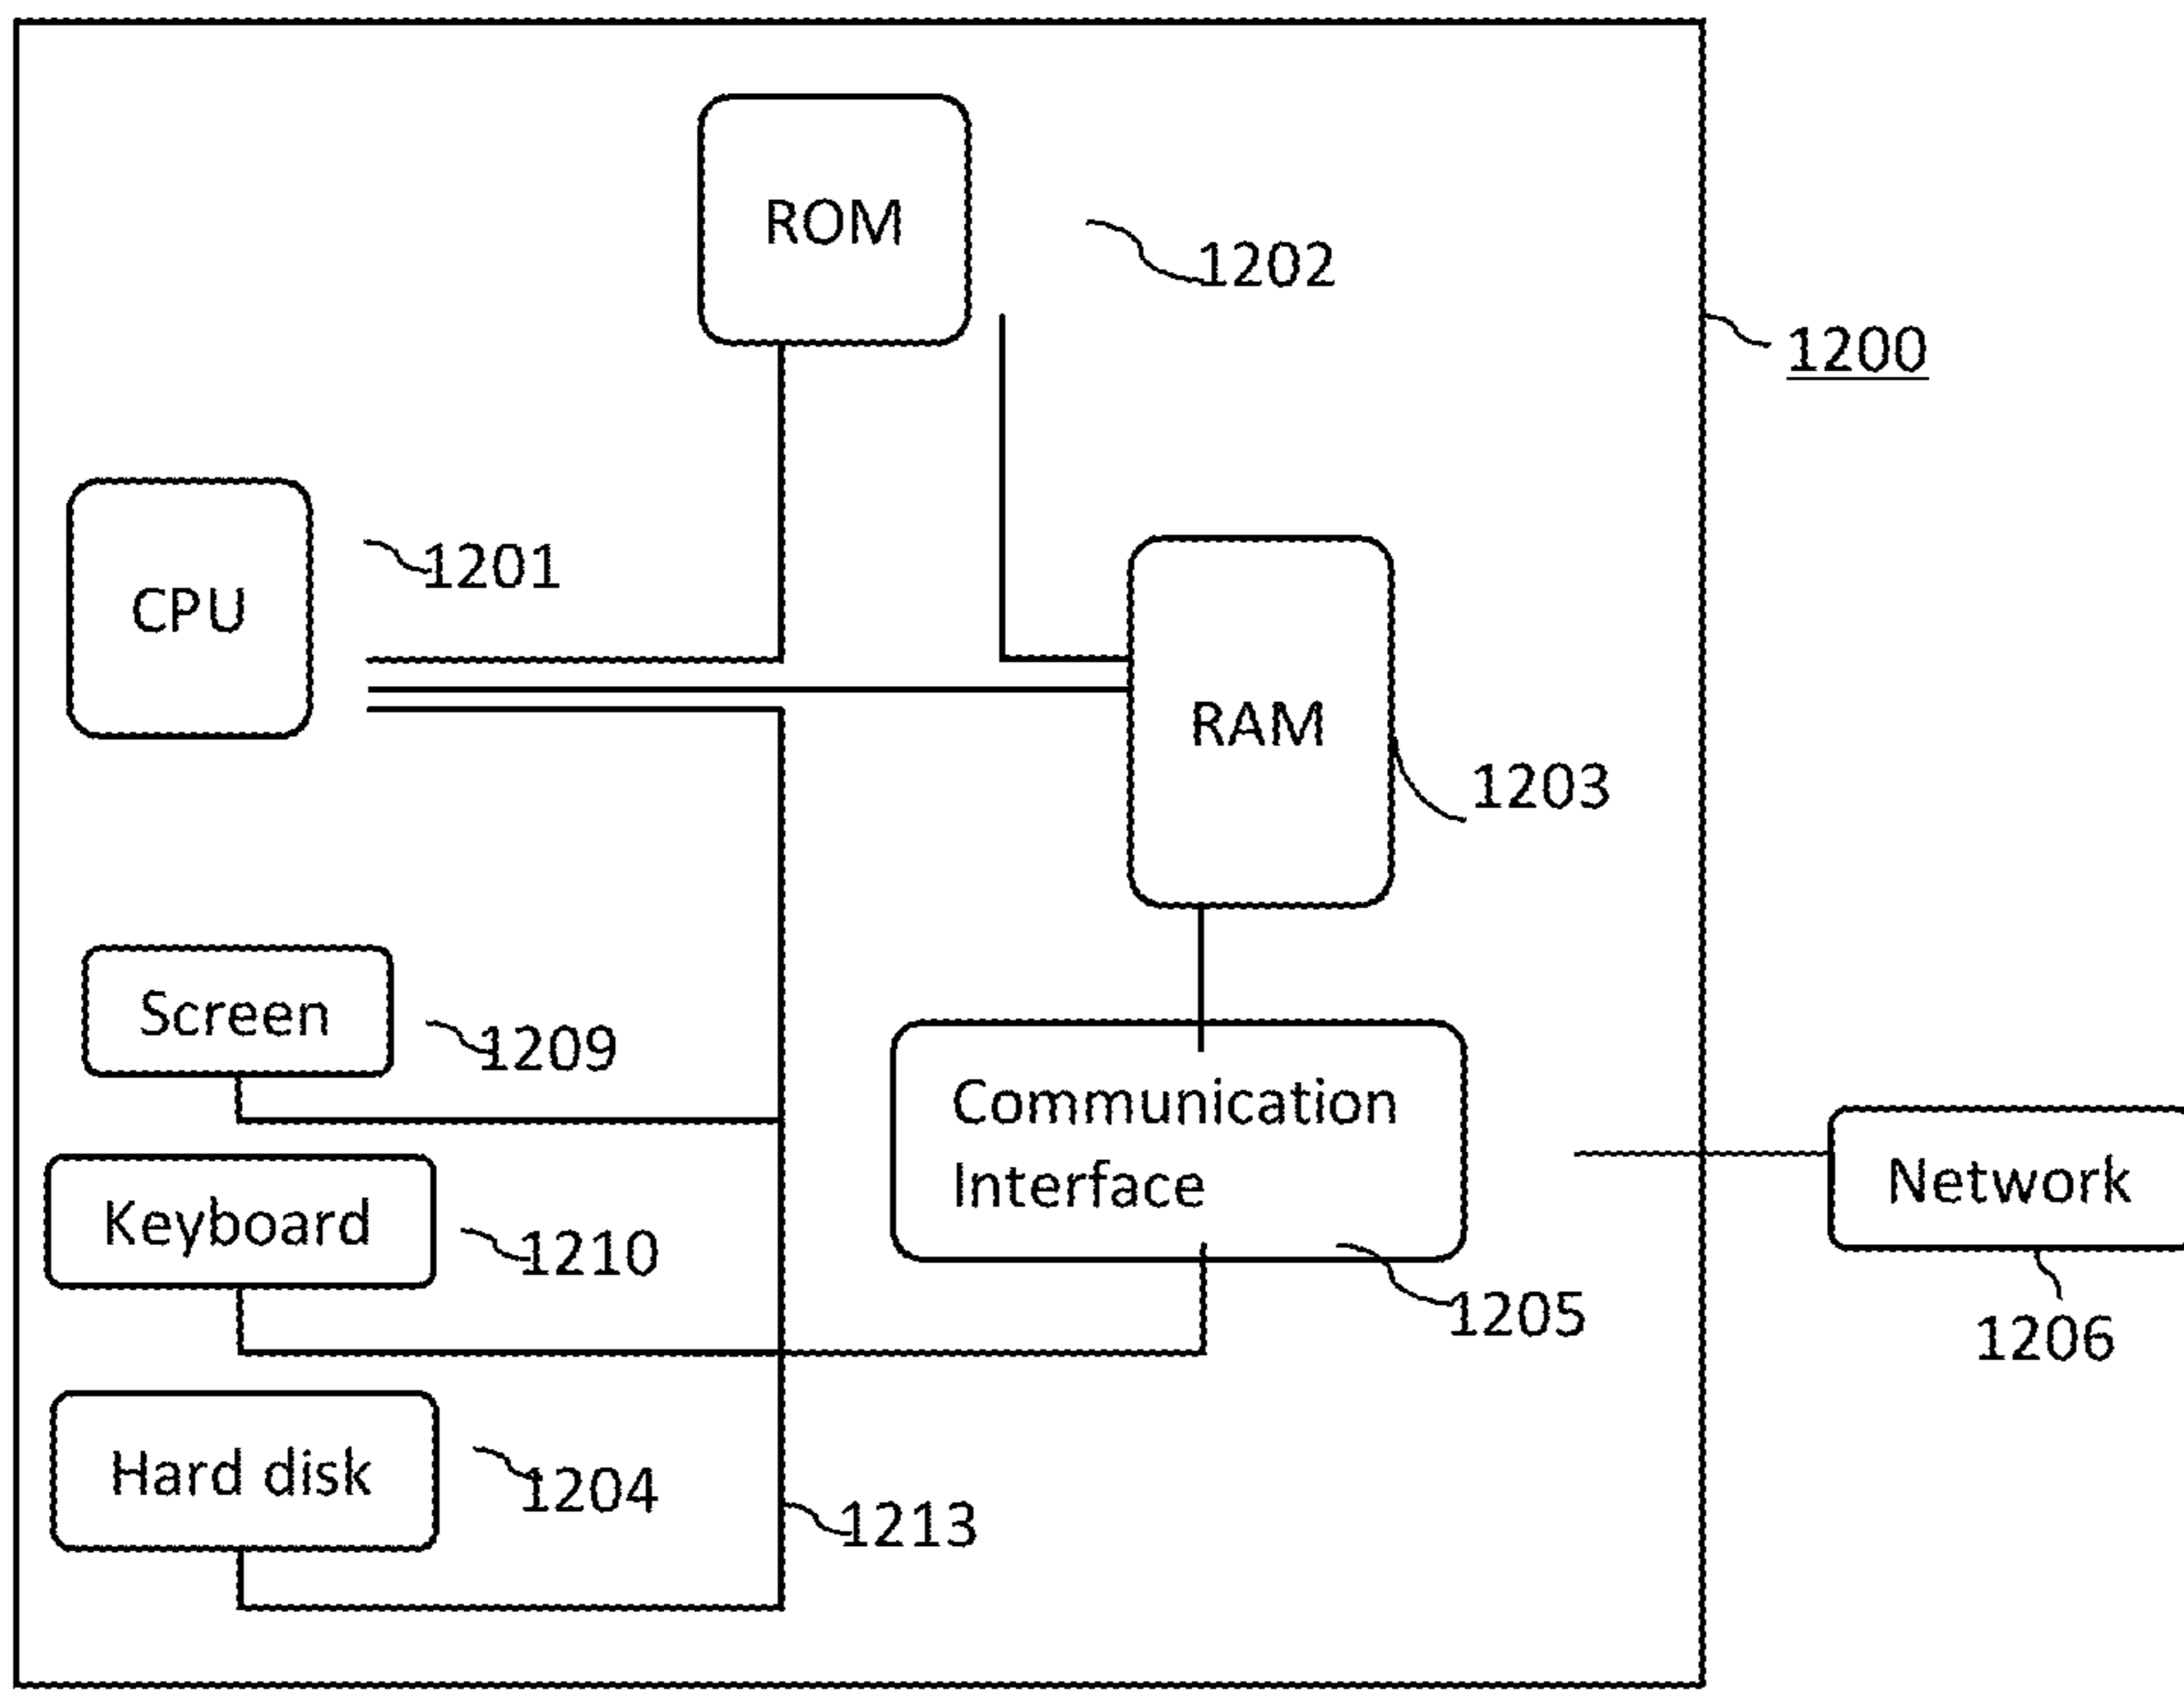 ROM
1202
1200
CPU
1201
RAM
1203
Screen
1209
Communication
Interface
1205
Network
1206
Keyboard
1210
Hard disk
1204
1213